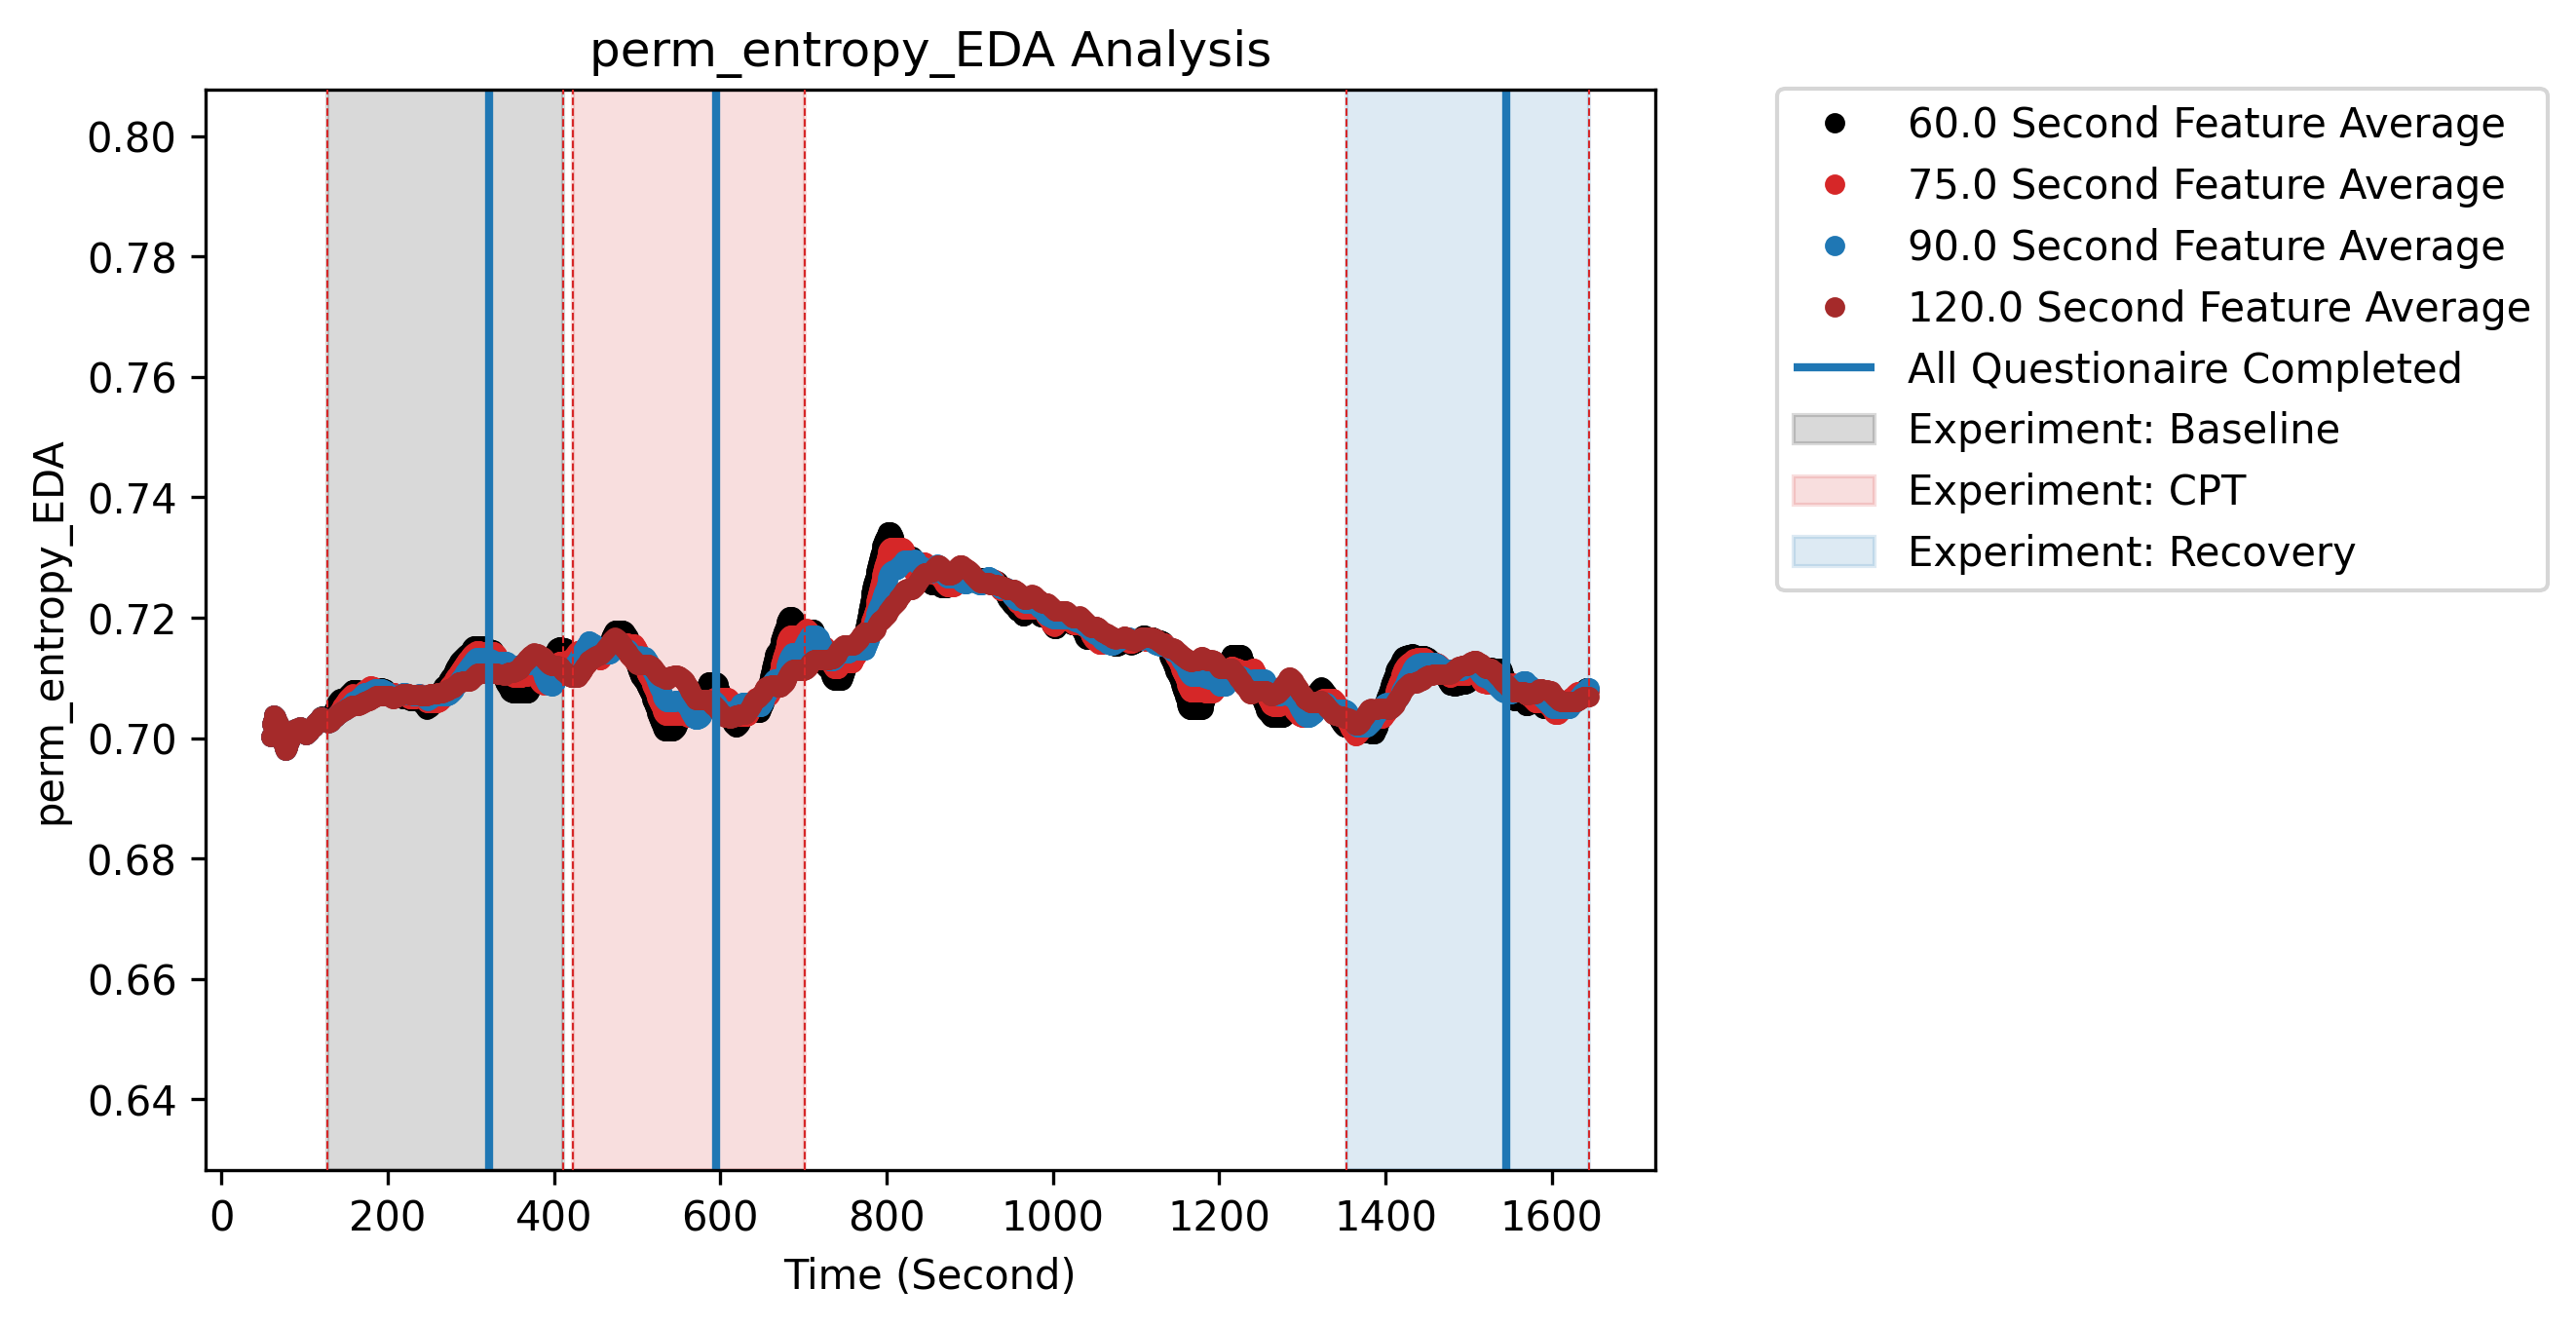 perm_entropy_EDA Analysis
0.80
0.78
0.76
0.74
0.72
0.70
0.68
0.66
0.64
perm_entropy_EDA
0 200 400 600 800 1000 1200 1400 1600
Time (Second)
60.0 Second Feature Average
75.0 Second Feature Average
90.0 Second Feature Average
120.0 Second Feature Average
All Questionaire Completed
Experiment: Baseline
Experiment: CPT
Experiment: Recovery